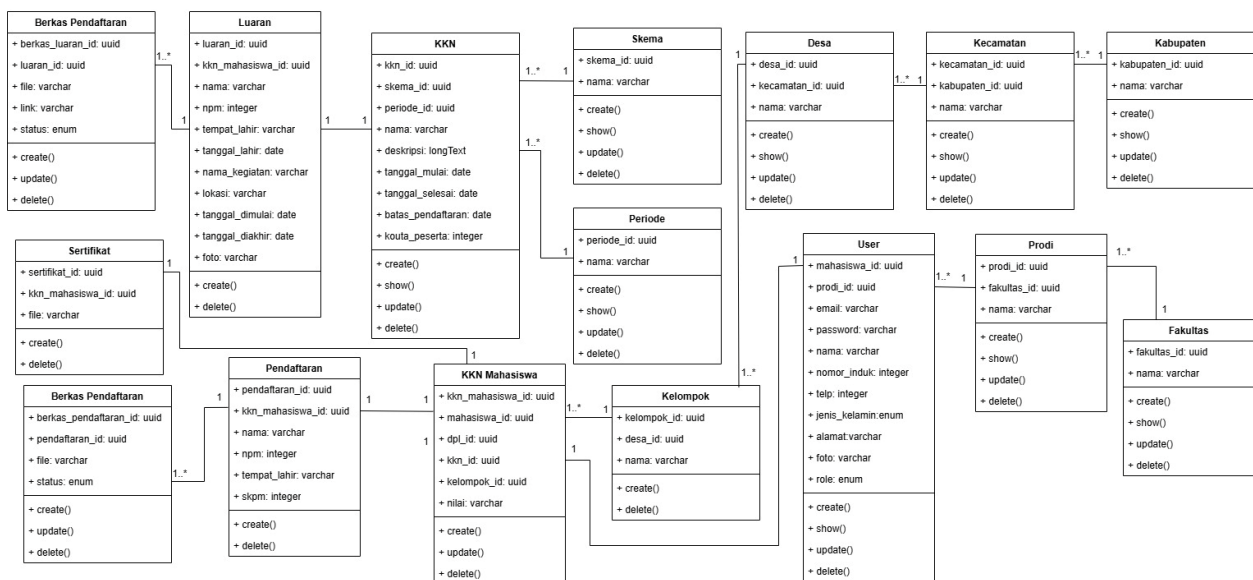 Berkas Pendaftaran
+ berkas_luaran_id: uuid
+ luaran_id: uuid
+ file: varchar
+ link: varchar
+ status: enum
+ create()
+ update()
+ delete()
1..*
1
Luaran
+ luaran_id: uuid
+ kkn_mahasiswa_id: uuid
+ nama: varchar
+ npm: integer
+ tempat_lahir: varchar
+ tanggal_lahir: date
+ nama_kegiatan: varchar
+ lokasi: varchar
+ tanggal_dimulai: date
+ tanggal_diakhir: date
+ foto: varchar
+ create()
+ delete()
1
1
KKN
+ kkn_id: uuid
+ skema_id: uuid
+ periode_id: uuid
+ nama: varchar
+ deskripsi: longText
+ tanggal_mulai: date
+ tanggal_selesai: date
+ batas_pendaftaran: date
+ kouta_peserta: integer
+ create()
+ show()
+ update()
+ delete()
1..*
1
1..*
1
Skema
+ skema_id: uuid
+ nama: varchar
+ create()
+ show()
+ update()
+ delete()
Periode
+ periode_id: uuid
+ nama: varchar
+ create()
+ show()
+ update()
+ delete()
1
Desa
+ desa_id: uuid
+ kecamatan_id: uuid
+ nama: varchar
+ create()
+ show()
+ update()
+ delete()
1..*
1
Kecamatan
+ kecamatan_id: uuid
+ kabupaten_id: uuid
+ nama: varchar
+ create()
+ show()
+ update()
+ delete()
1..*
1
Kabupaten
+ kabupaten_id: uuid
+ nama: varchar
+ create()
+ show()
+ update()
+ delete()
Sertifikat
+ sertifikat_id: uuid
+ kkn_mahasiswa_id: uuid
+ file: varchar
+ create()
+ delete()
1
1
Berkas Pendaftaran
+ berkas_pendaftaran_id: uuid
+ pendaftaran_id: uuid
+ file: varchar
+ status: enum
+ create()
+ update()
+ delete()
1
1..*
Pendaftaran
+ pendaftaran_id: uuid
+ kkn_mahasiswa_id: uuid
+ nama: varchar
+ npm: integer
+ tempat_lahir: varchar
+ skpm: integer
+ create()
+ delete()
1
1
1
KKN Mahasiswa
+ kkn_mahasiswa_id: uuid
+ mahasiswa_id: uuid
+ dpl_id: uuid
+ kkn_id: uuid
+ kelompok_id: uuid
+ nilai: varchar
+ create()
+ update()
+ delete()
1..*
1
1
1..*
Kelompok
+ kelompok_id: uuid
+ desa_id: uuid
+ nama: varchar
+ create()
+ delete()
1
User
+ mahasiswa_id: uuid
+ prodi_id: uuid
+ email: varchar
+ password: varchar
+ nama: varchar
+ nomor_induk: integer
+ telp: integer
+ jenis_kelamin:enum
+ alamat:varchar
+ foto: varchar
+ role: enum
+ create()
+ show()
+ update()
+ delete()
1..*
1
Prodi
+ prodi_id: uuid
+ fakultas_id: uuid
+ nama: varchar
+ create()
+ show()
+ update()
+ delete()
1..*
1
Fakultas
+ fakultas_id: uuid
+ nama: varchar
+ create()
+ show()
+ update()
+ delete()